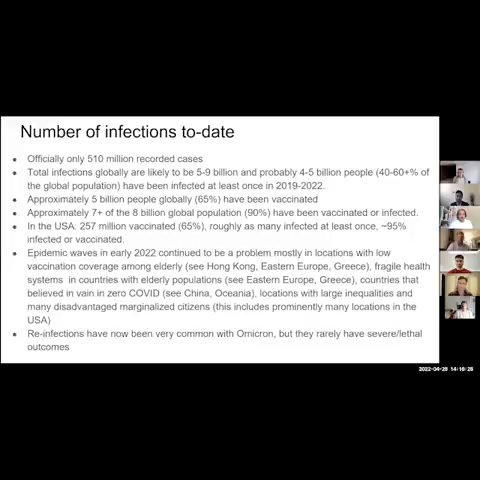 Number of infections to-date
● Officially only 510 million recorded cases
● Total infections globally are likely to be 5-9 billion and probably 4-5 billion people (40-60+% of
the global population) have been infected at least once in 2019-2022.
● Approximately 5 billion people globally (65%) have been vaccinated
● Approximately 7+ of the 8 billion global population (90%) have been vaccinated or infected.
● In the USA: 257 million vaccinated (65%), roughly as many infected at least once, ~95%
infected or vaccinated.
● Epidemic waves in early 2022 continued to be a problem mostly in locations with low
vaccination coverage among elderly (see Hong Kong, Eastern Europe, Greece), fragile health
systems in countries with elderly populations (see Eastern Europe, Greece), countries that
believed in vain in zero COVID (see China, Oceania), locations with large inequalities and
many disadvantaged marginalized citizens (this includes prominently many locations in the
USA)
● Re-infections have now been very common with Omicron, but they rarely have severe/lethal
outcomes